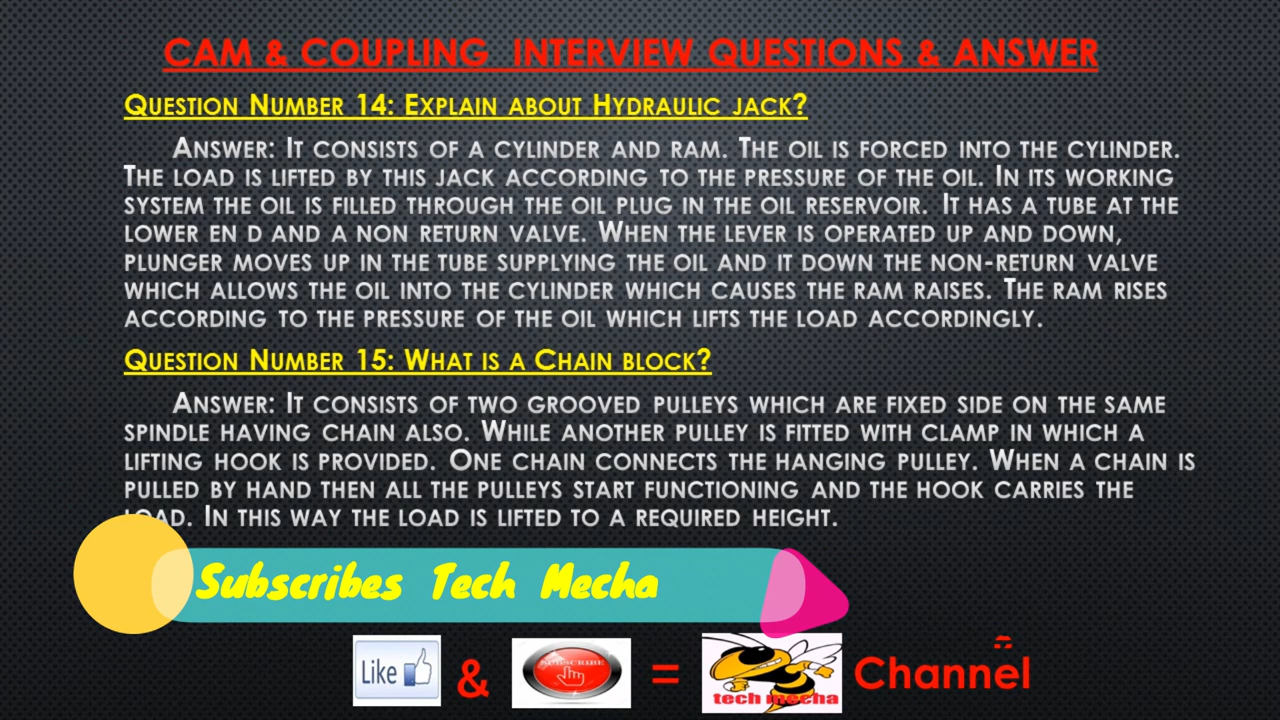 CAM & COUPLING INTERVIEW QUESTIONS & ANSWER
QUESTION NUMBER 14: EXPLAIN ABOUT HYDRAULIC JACK?
ANSWER: IT CONSISTS OF A CYLINDER AND RAM. THE OIL IS FORCED INTO THE CYLINDER.
THE LOAD IS LIFTED BY THIS JACK ACCORDING TO THE PRESSURE OF THE OIL. IN ITS WORKING
SYSTEM THE OIL IS FILLED THROUGH THE OIL PLUG IN THE OIL RESERVOIR. IT HAS A TUBE AT THE
LOWER EN D AND A NON RETURN VALVE. WHEN THE LEVER IS OPERATED UP AND DOWN,
PLUNGER MOVES UP IN THE TUBE SUPPLYING THE OIL AND IT DOWN THE NON-RETURN VALVE
WHICH ALLOWS THE OIL INTO THE CYLINDER WHICH CAUSES THE RAM RAISES. THE RAM RISES
ACCORDING TO THE PRESSURE OF THE OIL WHICH LIFTS THE LOAD ACCORDINGLY.
QUESTION NUMBER 15: WHAT IS A CHAIN BLOCK?
ANSWER: IT CONSISTS OF TWO GROOVED PULLEYS WHICH ARE FIXED SIDE ON THE SAME
SPINDLE HAVING CHAIN ALSO. WHILE ANOTHER PULLEY IS FITTED WITH CLAMP IN WHICH A
LIFTING HOOK IS PROVIDED. ONE CHAIN CONNECTS THE HANGING PULLEY. WHEN A CHAIN IS
PULLED BY HAND THEN ALL THE PULLEYS START FUNCTIONING AND THE HOOK CARRIES THE
LOAD. IN THIS WAY THE LOAD IS LIFTED TO A REQUIRED HEIGHT.
Subscribes Tech Mecha
Like & SUBSCRIBE = tech mecha Channel